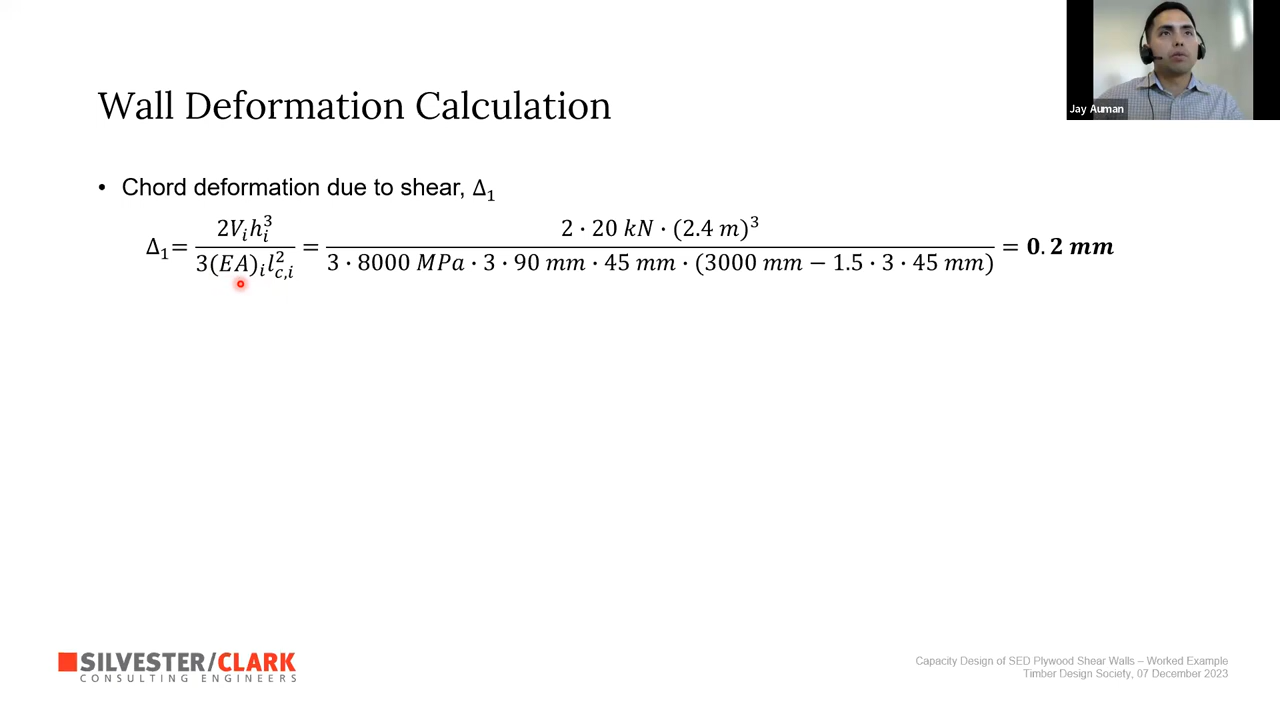 Jay Auman
Wall Deformation Calculation
• Chord deformation due to shear, Δ₁
Δ₁= 2Vᵢhᵢ³ / 3(EA)ᵢl²c,ᵢ = 2 · 20 kN · (2.4 m)³ / 3 · 8000 MPa · 3 · 90 mm · 45 mm · (3000 mm − 1.5 · 3 · 45 mm) = 0.2 mm
SILVESTER/CLARK
CONSULTING ENGINEERS
Capacity Design of SED Plywood Shear Walls – Worked Example
Timber Design Society, 07 December 2023